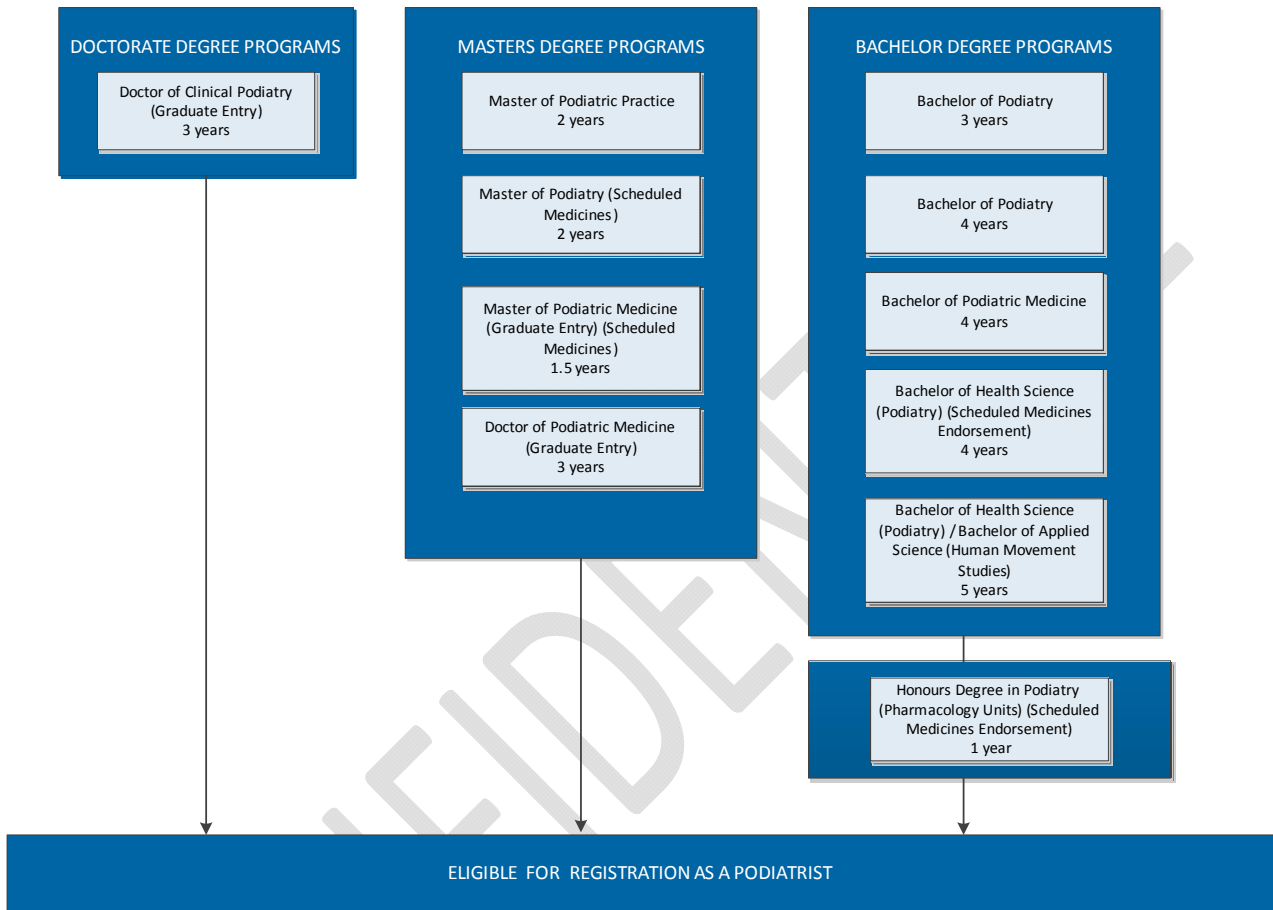 DOCTORATE DEGREE PROGRAMS
Doctor of Clinical Podiatry
(Graduate Entry)
3 years
MASTERS DEGREE PROGRAMS
Master of Podiatric Practice
2 years
Master of Podiatry (Scheduled
Medicines)
2 years
Master of Podiatric Medicine
(Graduate Entry) (Scheduled
Medicines)
1.5 years
Doctor of Podiatric Medicine
(Graduate Entry)
3 years
BACHELOR DEGREE PROGRAMS
Bachelor of Podiatry
3 years
Bachelor of Podiatry
4 years
Bachelor of Podiatric Medicine
4 years
Bachelor of Health Science
(Podiatry) (Scheduled Medicines
Endorsement)
4 years
Bachelor of Health Science
(Podiatry) / Bachelor of Applied
Science (Human Movement
Studies)
5 years
Honours Degree in Podiatry
(Pharmacology Units) (Scheduled
Medicines Endorsement)
1 year
ELIGIBLE FOR REGISTRATION AS A PODIATRIST